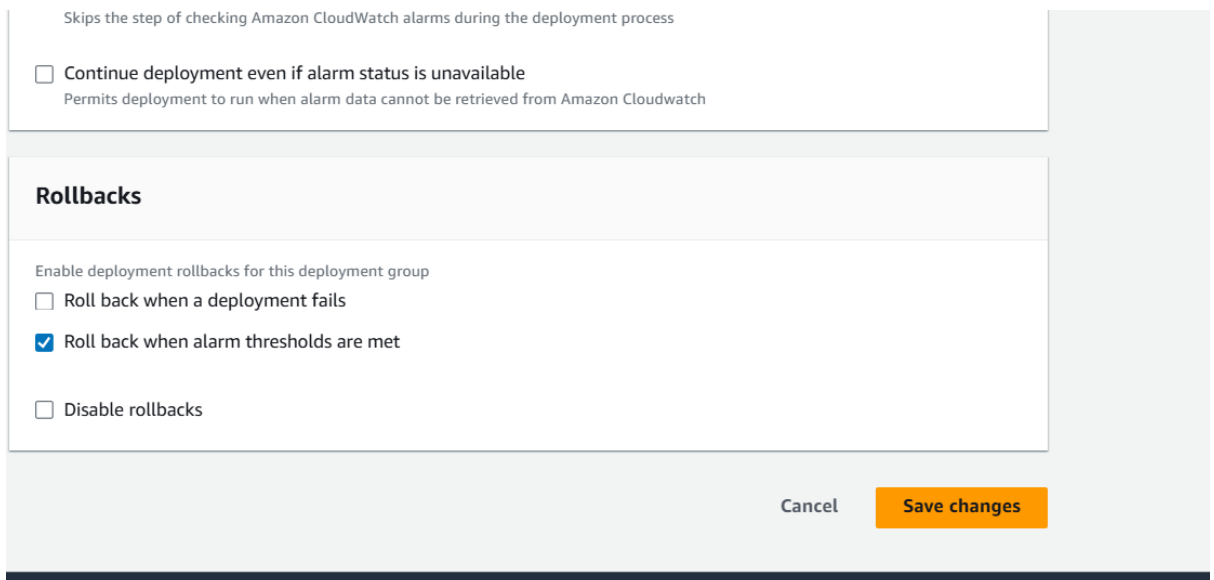 Skips the step of checking Amazon CloudWatch alarms during the deployment process
Continue deployment even if alarm status is unavailable
Permits deployment to run when alarm data cannot be retrieved from Amazon Cloudwatch
Rollbacks
Enable deployment rollbacks for this deployment group
Roll back when a deployment fails
Roll back when alarm thresholds are met
Disable rollbacks
Cancel
Save changes